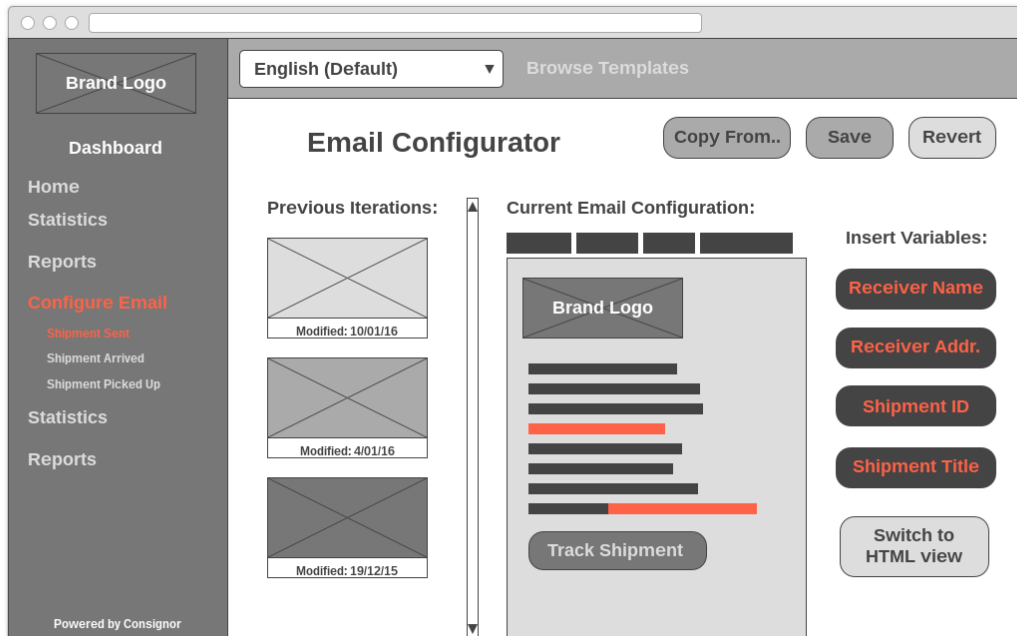 Brand Logo
Dashboard
Home
Statistics
Reports
Configure Email
Shipment Sent
Shipment Arrived
Shipment Picked Up
Statistics
Reports
Powered by Consignor
English (Default)
Browse Templates
Email Configurator
Copy From..
Save
Revert
Previous Iterations:
Modified: 10/01/16
Modified: 4/01/16
Modified: 19/12/15
Current Email Configuration:
Brand Logo
Track Shipment
Insert Variables:
Receiver Name
Receiver Addr.
Shipment ID
Shipment Title
Switch to
HTML view